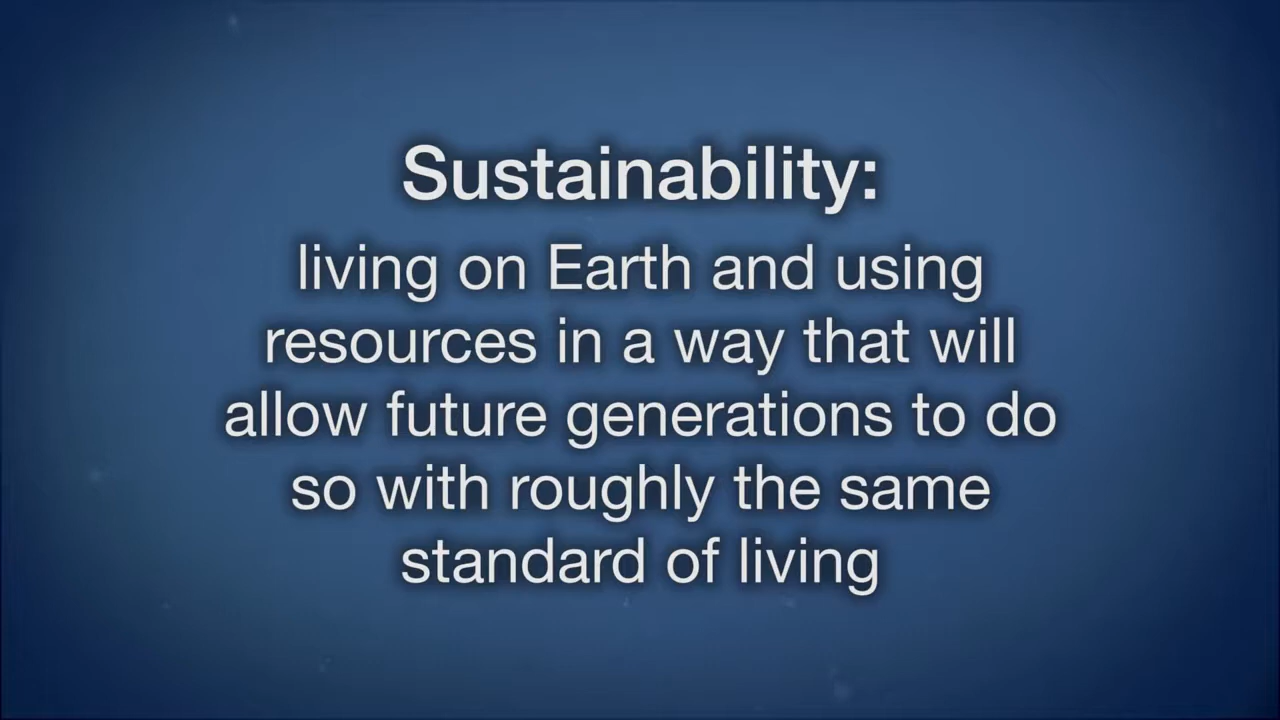 Sustainability:
living on Earth and using
resources in a way that will
allow future generations to do
so with roughly the same
standard of living